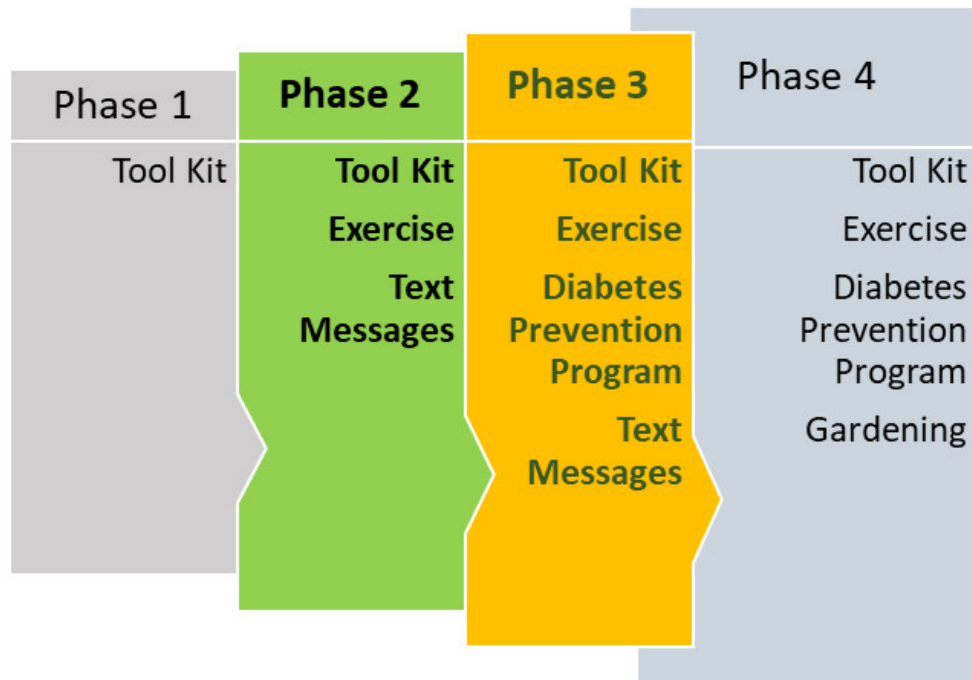 Phase 1
Tool Kit
Phase 2
Tool Kit
Exercise
Text
Messages
Phase 3
Tool Kit
Exercise
Diabetes
Prevention
Program
Text
Messages
Phase 4
Tool Kit
Exercise
Diabetes
Prevention
Program
Gardening